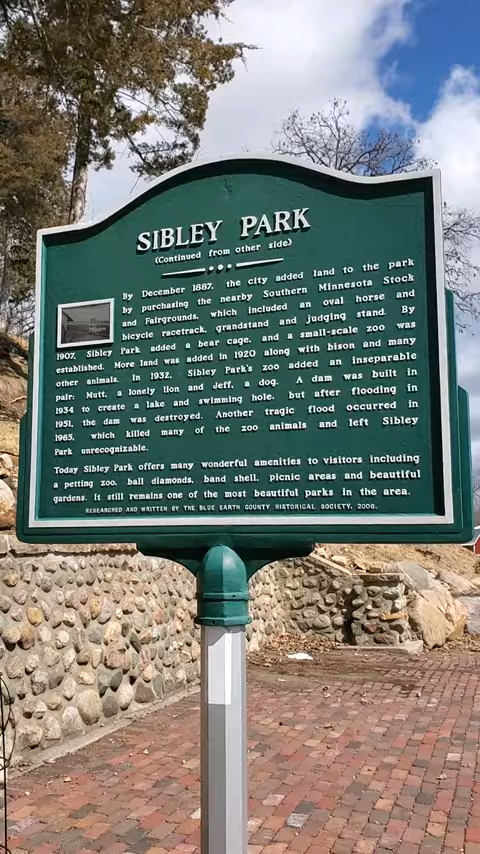 SIBLEY PARK
(Continued from other side)
By December 1887, the city added land to the park
by purchasing the nearby Southern Minnesota Stock
and Fairgrounds, which included an oval horse and
bicycle racetrack, grandstand and judging stand. By
1907, Sibley Park added a bear cage, and a small-scale zoo was
established. More land was added in 1920 along with bison and many
other animals. In 1932, Sibley Park's zoo added an inseparable
pair: Mutt, a lonely lion and Jeff, a dog. A dam was built in
1934 to create a lake and swimming hole, but after flooding in
1951, the dam was destroyed. Another tragic flood occurred in
1965, which killed many of the zoo animals and left Sibley
Park unrecognizable.
Today Sibley Park offers many wonderful amenities to visitors including
a petting zoo, ball diamonds, band shell, picnic areas and beautiful
gardens. It still remains one of the most beautiful parks in the area.
RESEARCHED AND WRITTEN BY THE BLUE EARTH COUNTY HISTORICAL SOCIETY, 2008.